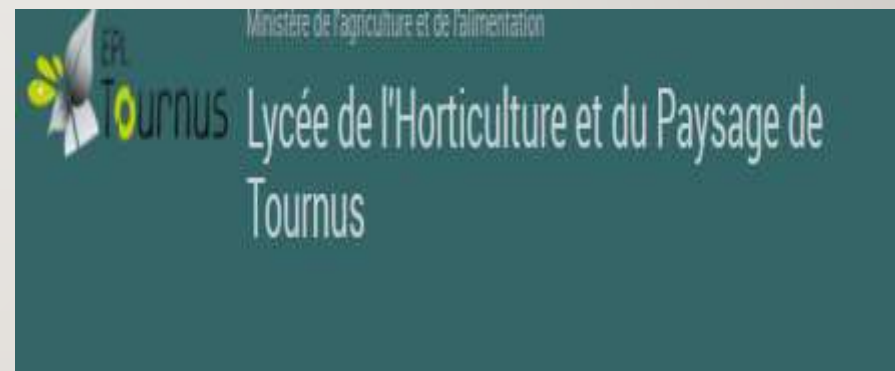 Ministère de l'agriculture et de l'alimentation
EPL
Tournus
Lycée de l'Horticulture et du Paysage de
Tournus